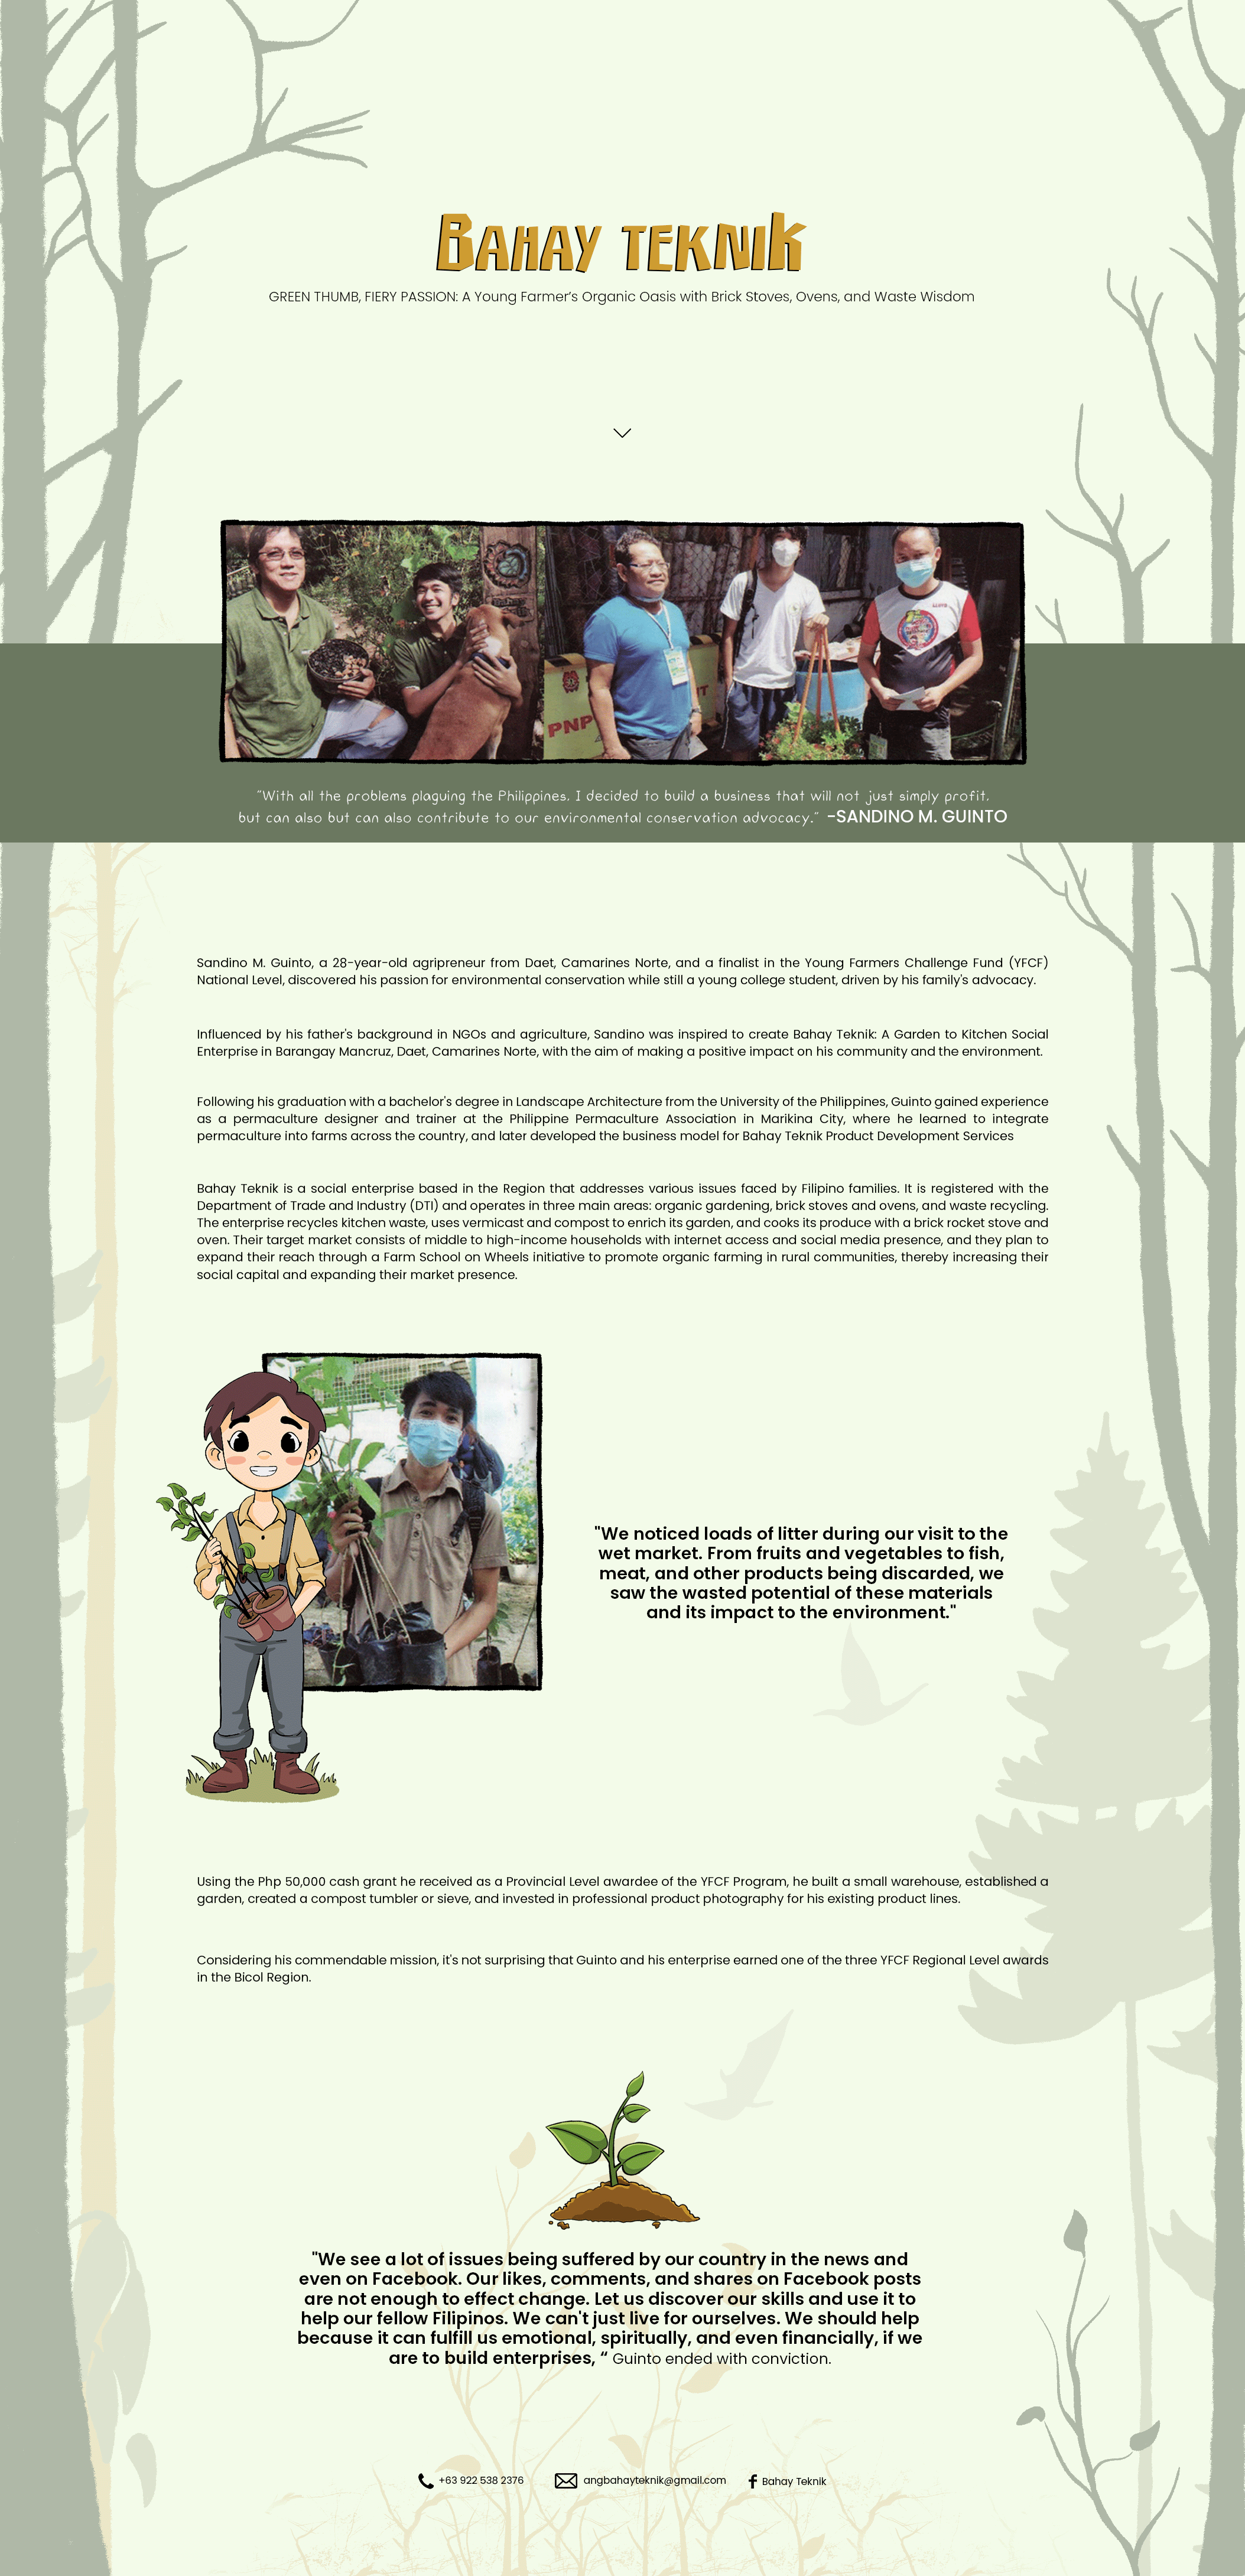 BAHAY TEKNIK
GREEN THUMB, FIERY PASSION: A Young Farmer’s Organic Oasis with Brick Stoves, Ovens, and Waste Wisdom
PNP
"With all the problems plaguing the Philippines. I decided to build a business that will not just simply profit.
but can also but can also contribute to our environmental conservation advocacy." -SANDINO M. GUINTO
Sandino M. Guinto, a 28-year-old agripreneur from Daet, Camarines Norte, and a finalist in the Young Farmers Challenge Fund (YFCF)
National Level, discovered his passion for environmental conservation while still a young college student, driven by his family's advocacy.
Influenced by his father's background in NGOs and agriculture, Sandino was inspired to create Bahay Teknik: A Garden to Kitchen Social
Enterprise in Barangay Mancruz, Daet, Camarines Norte, with the aim of making a positive impact on his community and the environment.
Following his graduation with a bachelor's degree in Landscape Architecture from the University of the Philippines, Guinto gained experience
as a permaculture designer and trainer at the Philippine Permaculture Association in Marikina City, where he learned to integrate
permaculture into farms across the country, and later developed the business model for Bahay Teknik Product Development Services
Bahay Teknik is a social enterprise based in the Region that addresses various issues faced by Filipino families. It is registered with the
Department of Trade and Industry (DTI) and operates in three main areas: organic gardening, brick stoves and ovens, and waste recycling.
The enterprise recycles kitchen waste, uses vermicast and compost to enrich its garden, and cooks its produce with a brick rocket stove and
oven. Their target market consists of middle to high-income households with internet access and social media presence, and they plan to
expand their reach through a Farm School on Wheels initiative to promote organic farming in rural communities, thereby increasing their
social capital and expanding their market presence.
"We noticed loads of litter during our visit to the
wet market. From fruits and vegetables to fish,
meat, and other products being discarded, we
saw the wasted potential of these materials
and its impact to the environment."
Using the Php 50,000 cash grant he received as a Provincial Level awardee of the YFCF Program, he built a small warehouse, established a
garden, created a compost tumbler or sieve, and invested in professional product photography for his existing product lines.
Considering his commendable mission, it's not surprising that Guinto and his enterprise earned one of the three YFCF Regional Level awards
in the Bicol Region.
"We see a lot of issues being suffered by our country in the news and
even on Facebook. Our likes, comments, and shares on Facebook posts
are not enough to effect change. Let us discover our skills and use it to
help our fellow Filipinos. We can't just live for ourselves. We should help
because it can fulfill us emotional, spiritually, and even financially, if we
are to build enterprises, “ Guinto ended with conviction.
+63 922 538 2376 angbahayteknik@gmail.com Bahay Teknik